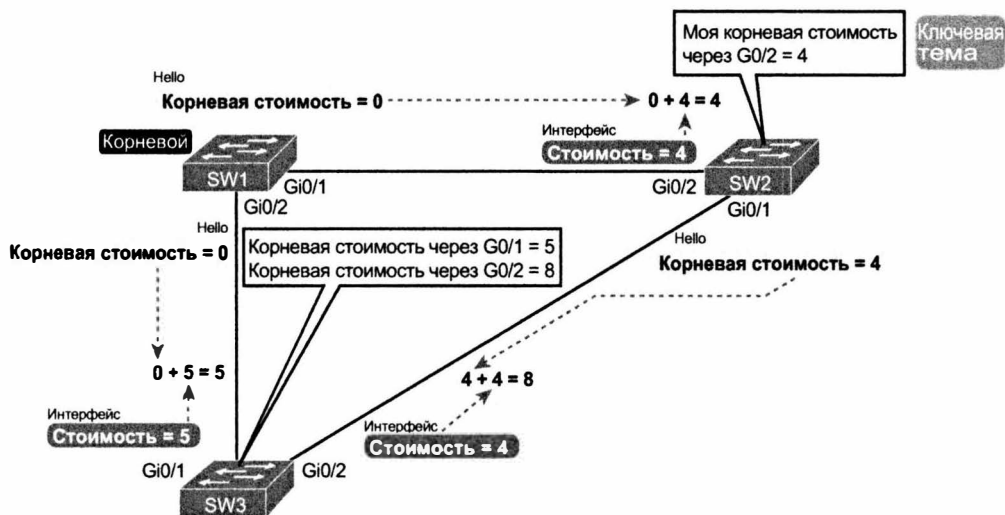 Моя корневая стоимость
через G0/2 = 4
Ключевая
тема
Hello
Корневая стоимость = 0
0 + 4 = 4
Интерфейс
Стоимость = 4
Корневой
SW1
Gi0/1
Gi0/2
SW2
Gi0/2
Gi0/1
Hello
Корневая стоимость = 0
Корневая стоимость через G0/1 = 5
Корневая стоимость через G0/2 = 8
Hello
Корневая стоимость = 4
0 + 5 = 5
4 + 4 = 8
Интерфейс
Стоимость = 5
Интерфейс
Стоимость = 4
Gi0/1
Gi0/2
SW3